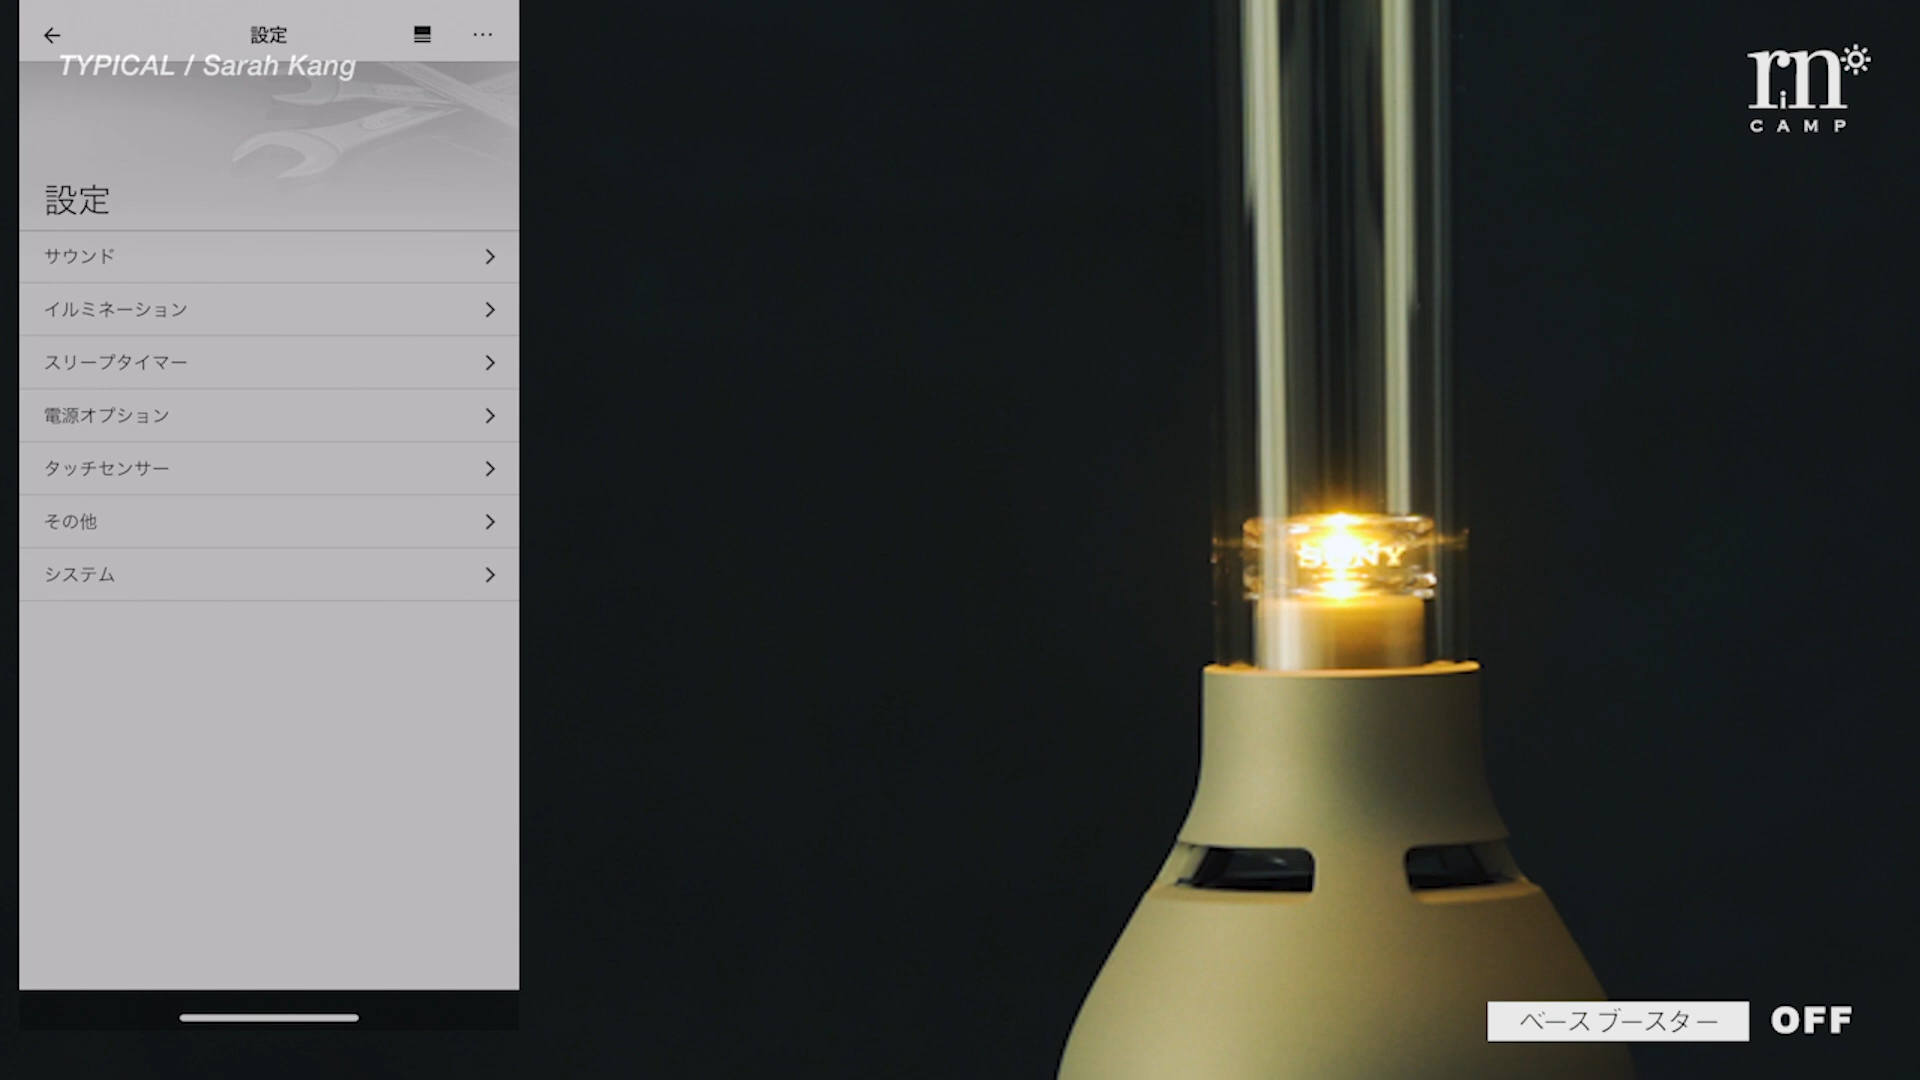 設定
TYPICAL / Sarah Kang
設定
サウンド
イルミネーション
スリープタイマー
電源オプション
タッチセンサー
その他
システム
rin
CAMP
SONY
ベースブースター OFF